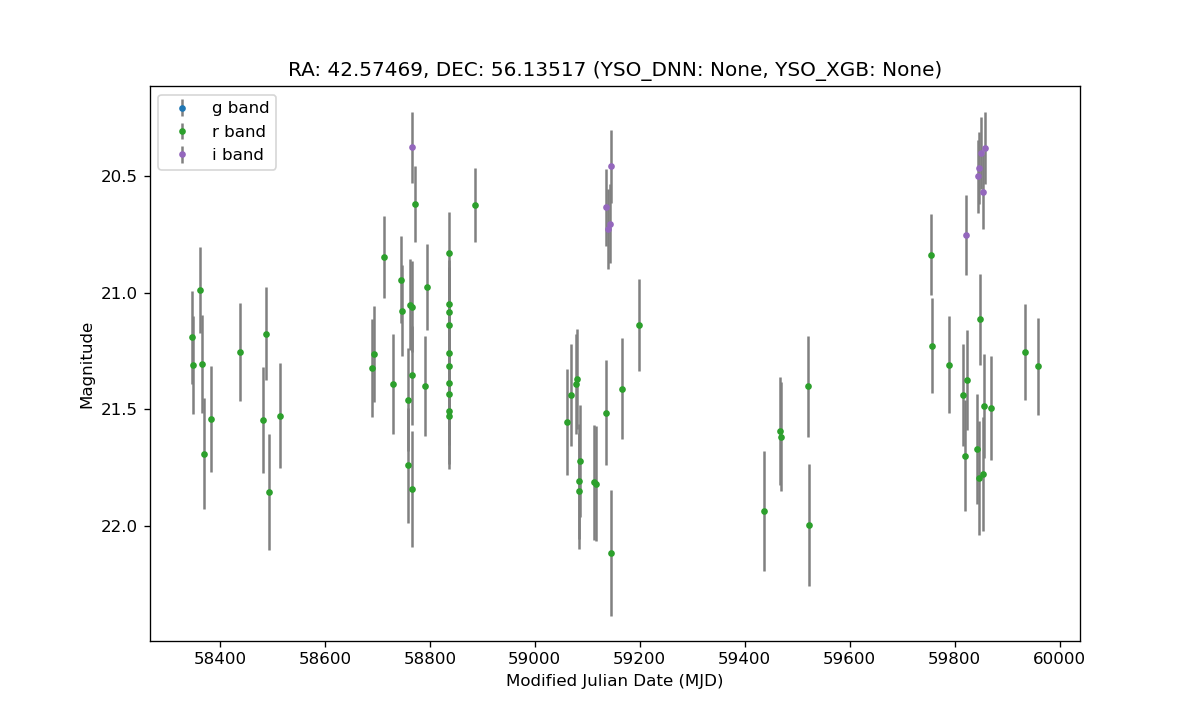 RA: 42.57469, DEC: 56.13517 (YSO_DNN: None, YSO_XGB: None)
g band
r band
i band
20.5
21.0
21.5
22.0
Magnitude
58400
58600
58800
59000
59200
59400
59600
59800
60000
Modified Julian Date (MJD)